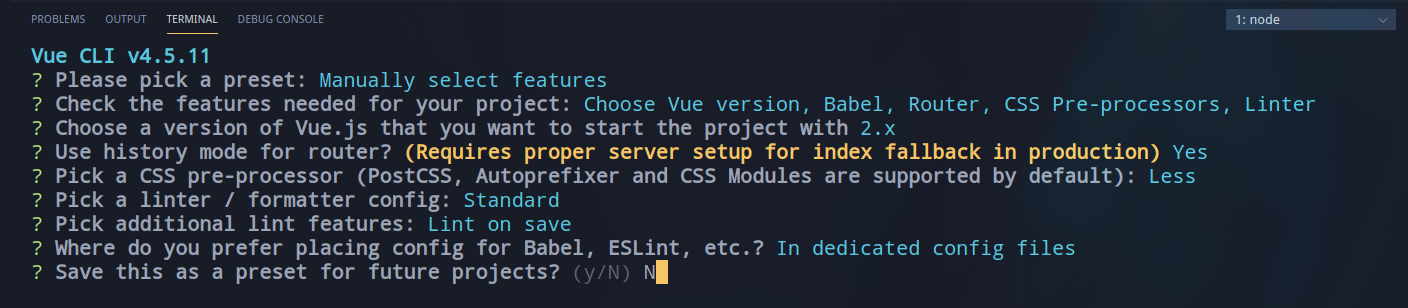 PROBLEMS OUTPUT TERMINAL DEBUG CONSOLE 1: node
Vue CLI v4.5.11
? Please pick a preset: Manually select features
? Check the features needed for your project: Choose Vue version, Babel, Router, CSS Pre-processors, Linter
? Choose a version of Vue.js that you want to start the project with 2.x
? Use history mode for router? (Requires proper server setup for index fallback in production) Yes
? Pick a CSS pre-processor (PostCSS, Autoprefixer and CSS Modules are supported by default): Less
? Pick a linter / formatter config: Standard
? Pick additional lint features: Lint on save
? Where do you prefer placing config for Babel, ESLint, etc.? In dedicated config files
? Save this as a preset for future projects? (y/N) N